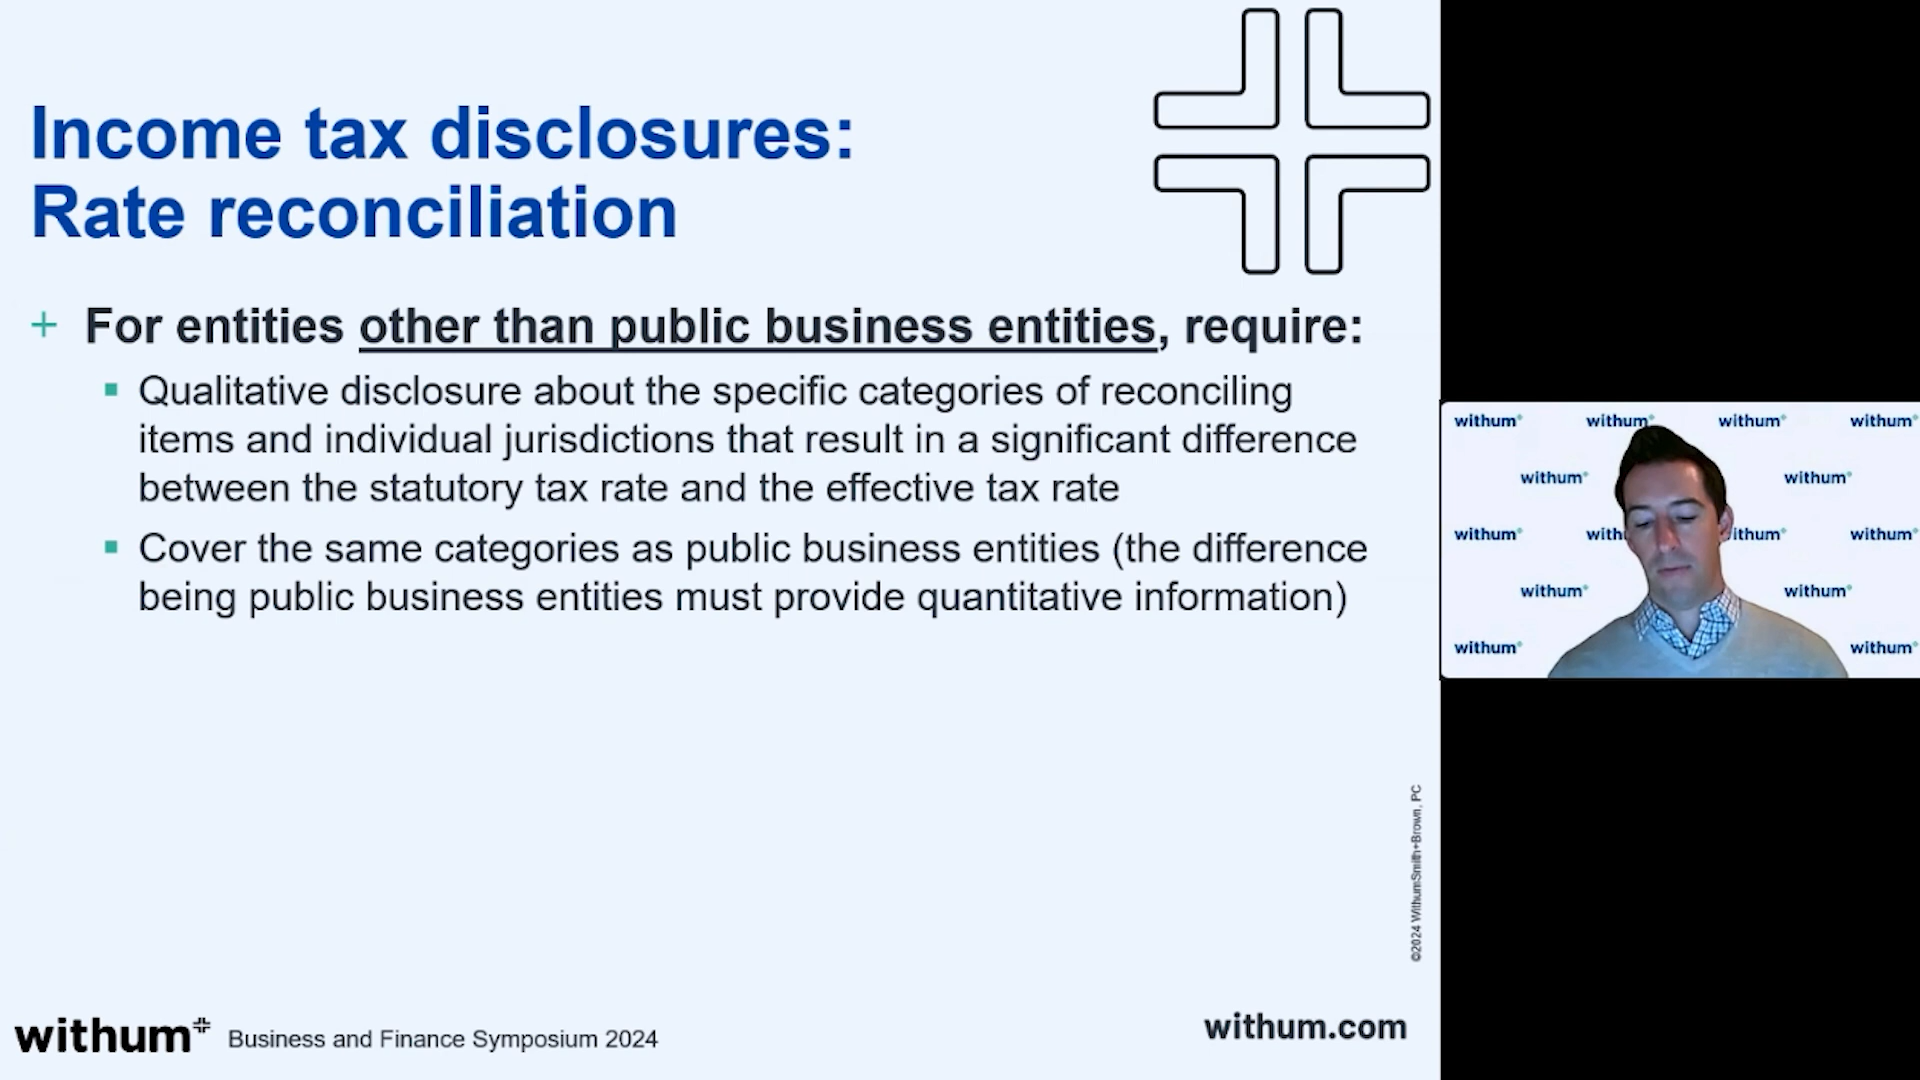 Income tax disclosures:
Rate reconciliation
+ For entities other than public business entities, require:
▪ Qualitative disclosure about the specific categories of reconciling
items and individual jurisdictions that result in a significant difference
between the statutory tax rate and the effective tax rate
▪ Cover the same categories as public business entities (the difference
being public business entities must provide quantitative information)
©2024 WithumSmith+Brown, PC
withum+ Business and Finance Symposium 2024
withum.com
withum+ withum+ withum+ withum+
withum+ withum+
withum+ with ithum+ withum+
withum+ withum+
withum+ withum+